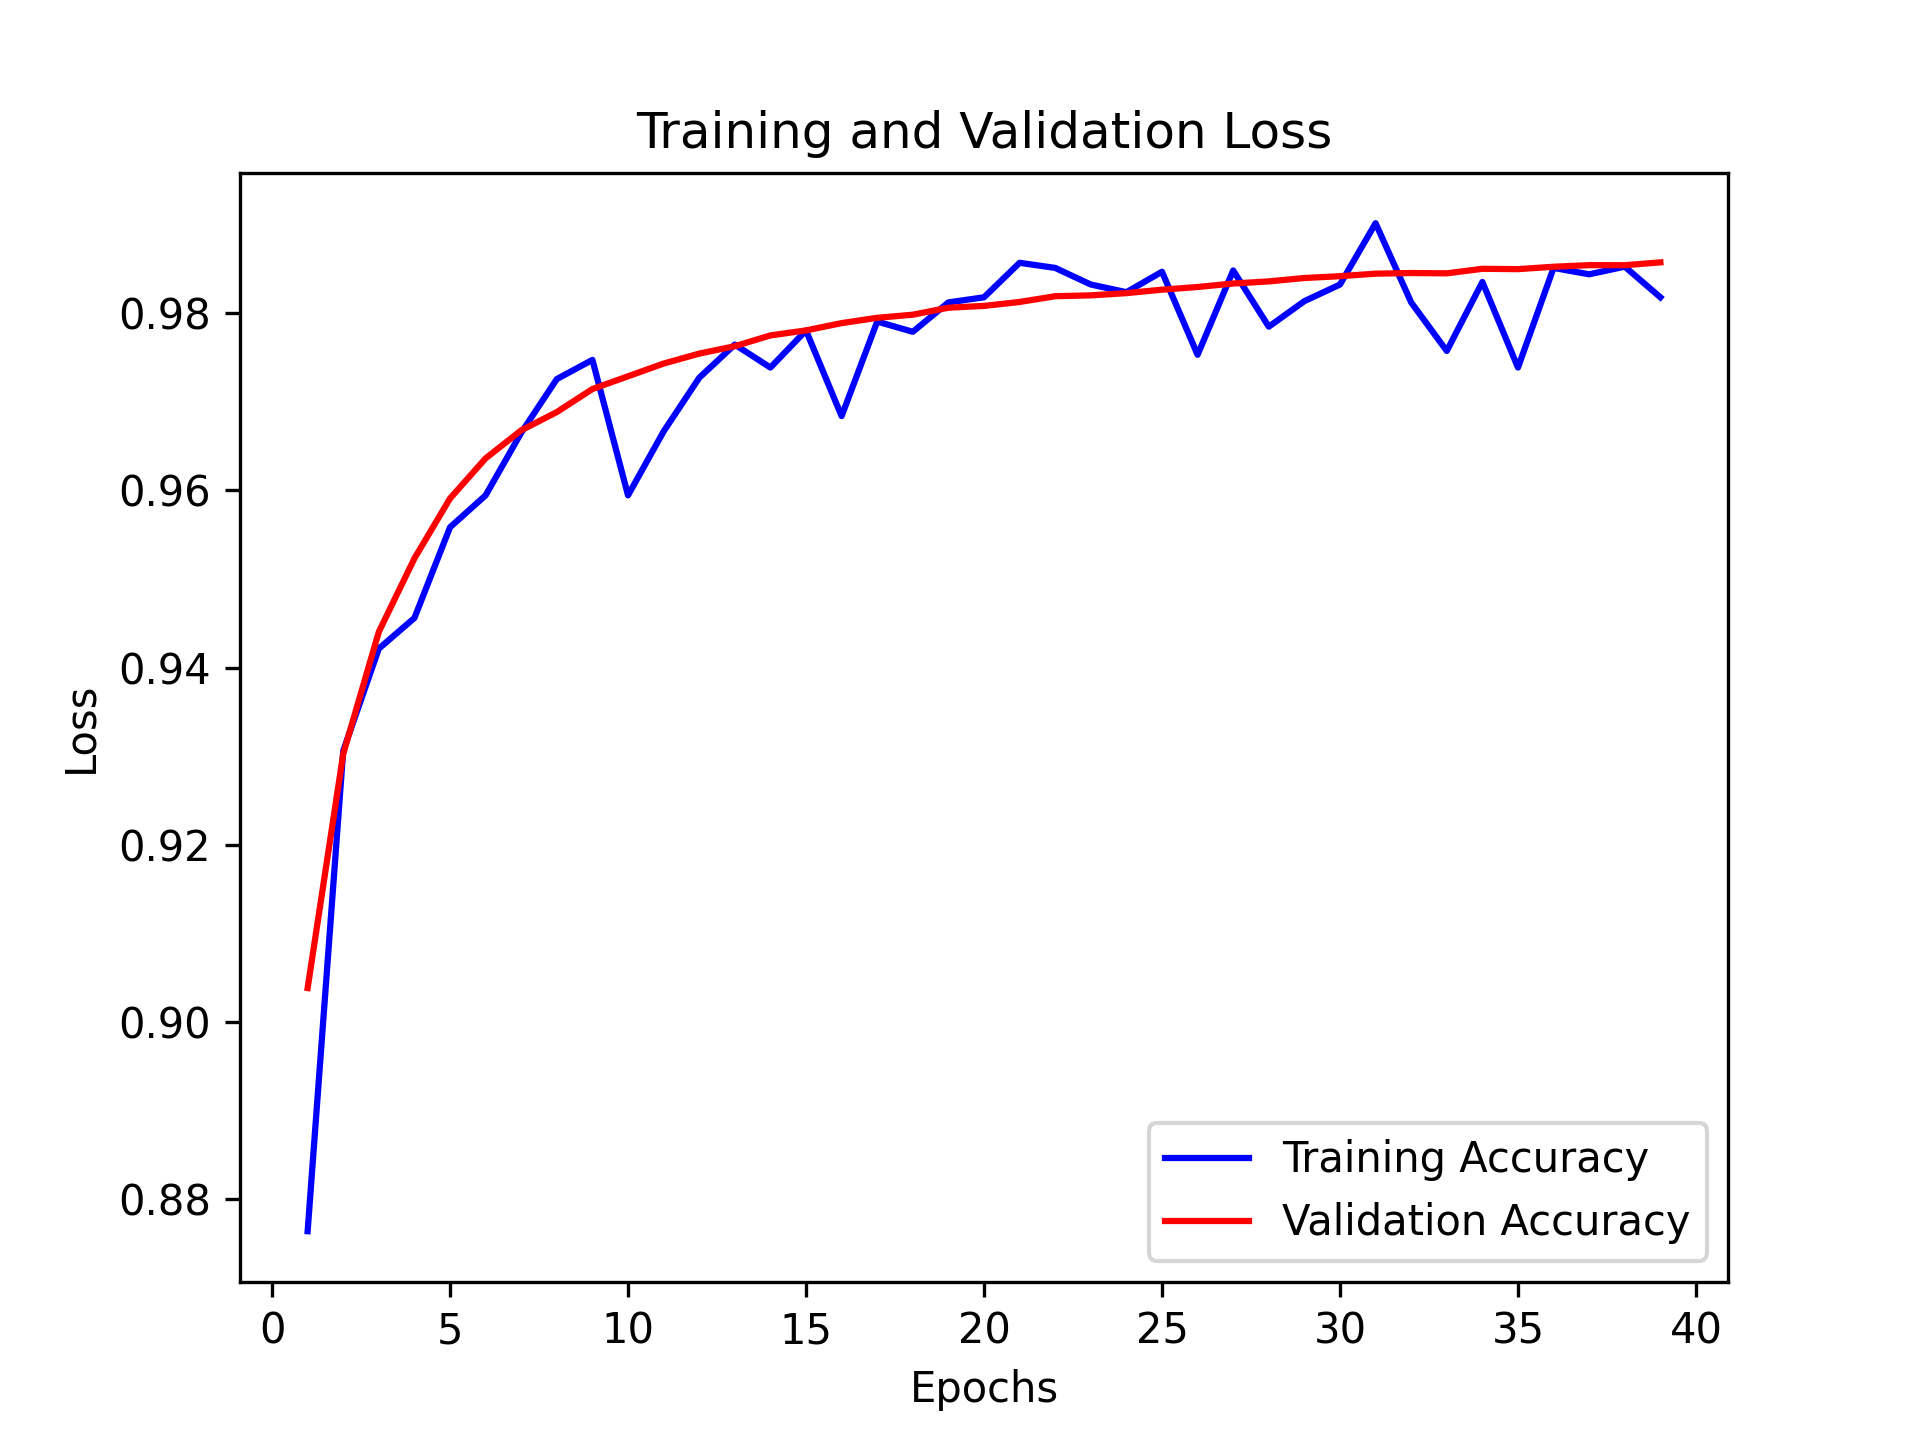 Training and Validation Loss
Loss
0.98
0.96
0.94
0.92
0.90
0.88
Training Accuracy
Validation Accuracy
0 5 10 15 20 25 30 35 40
Epochs